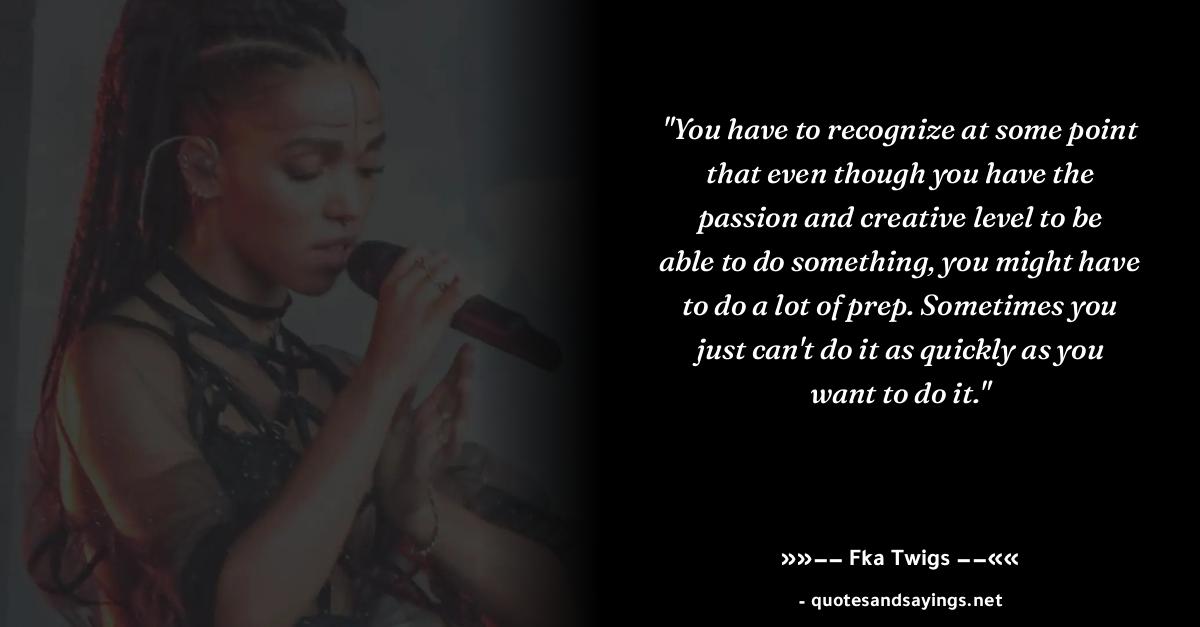 "You have to recognize at some point
that even though you have the
passion and creative level to be
able to do something, you might have
to do a lot of prep. Sometimes you
just can't do it as quickly as you
want to do it."
»»–– Fka Twigs ––««
- quotesandsayings.net